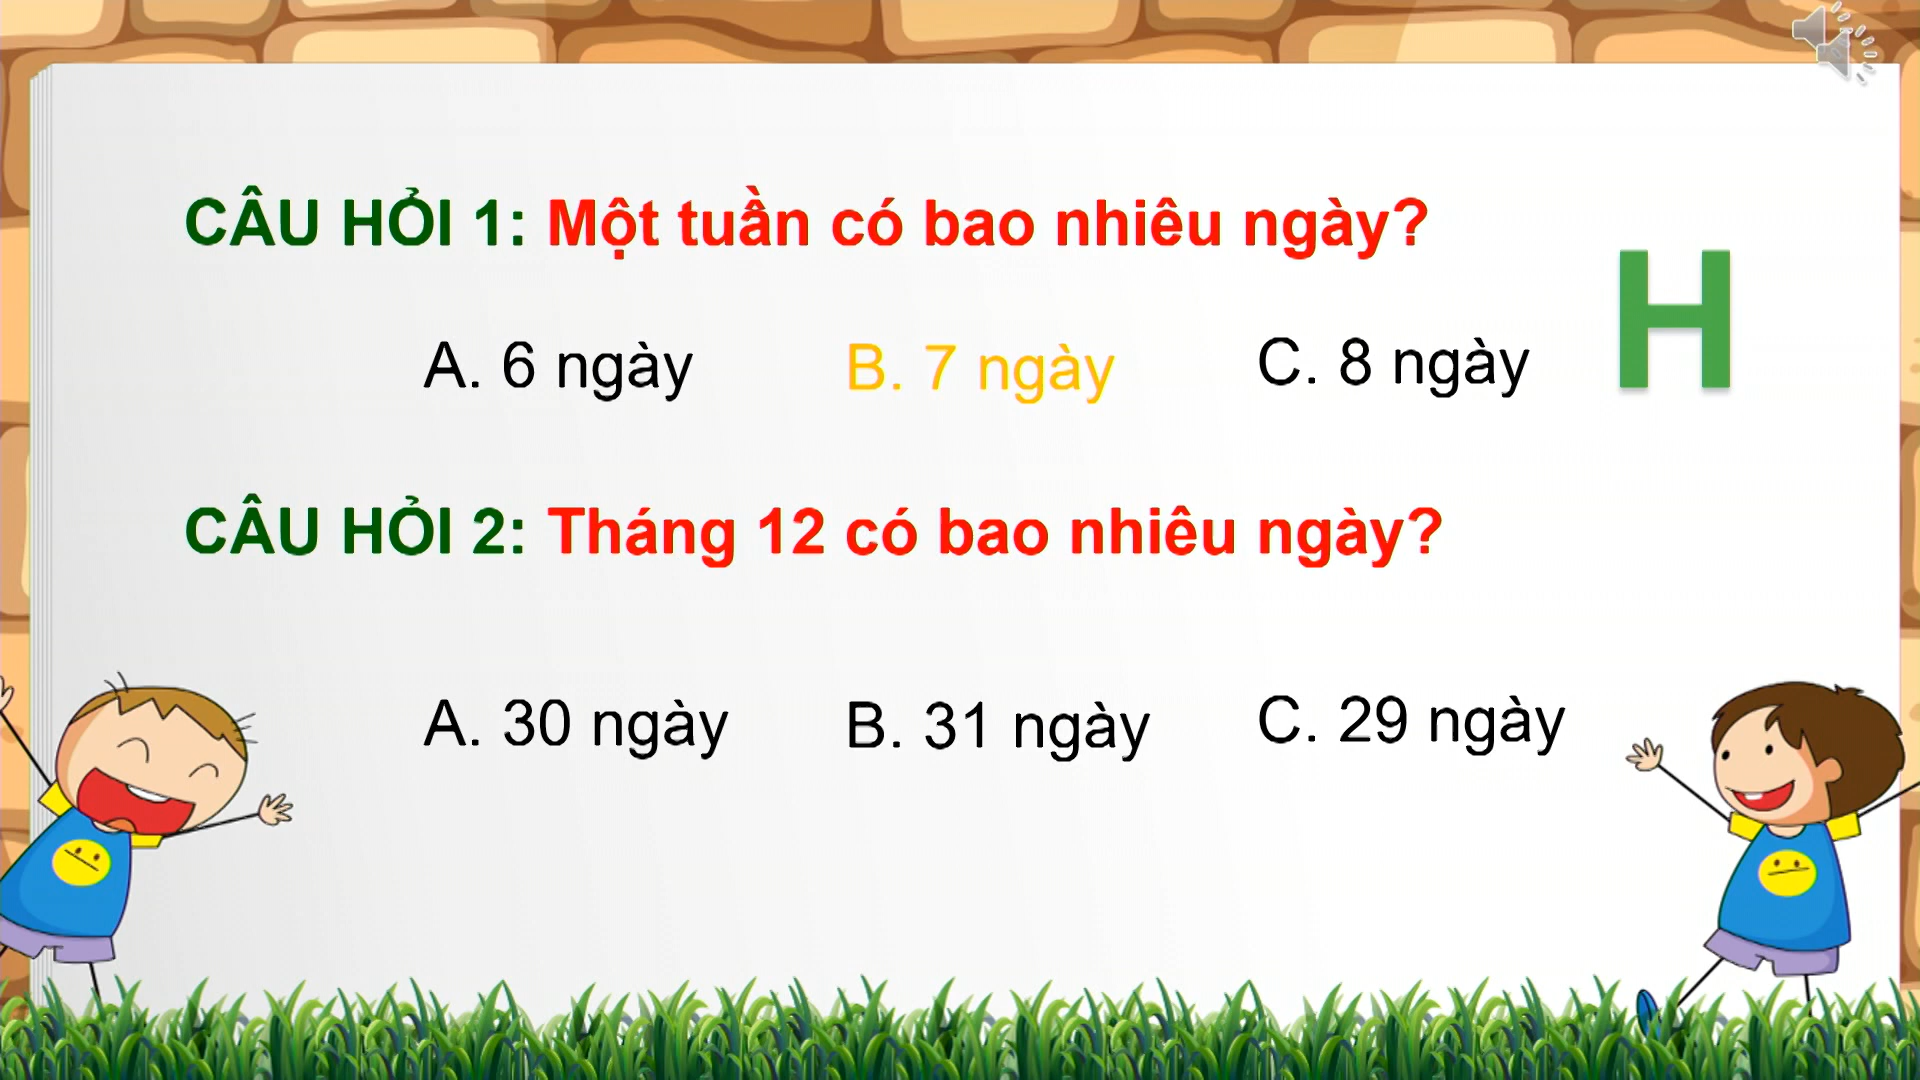 CÂU HỎI 1: Một tuần có bao nhiêu ngày?
H
A. 6 ngày B. 7 ngày C. 8 ngày
CÂU HỎI 2: Tháng 12 có bao nhiêu ngày?
A. 30 ngày B. 31 ngày C. 29 ngày